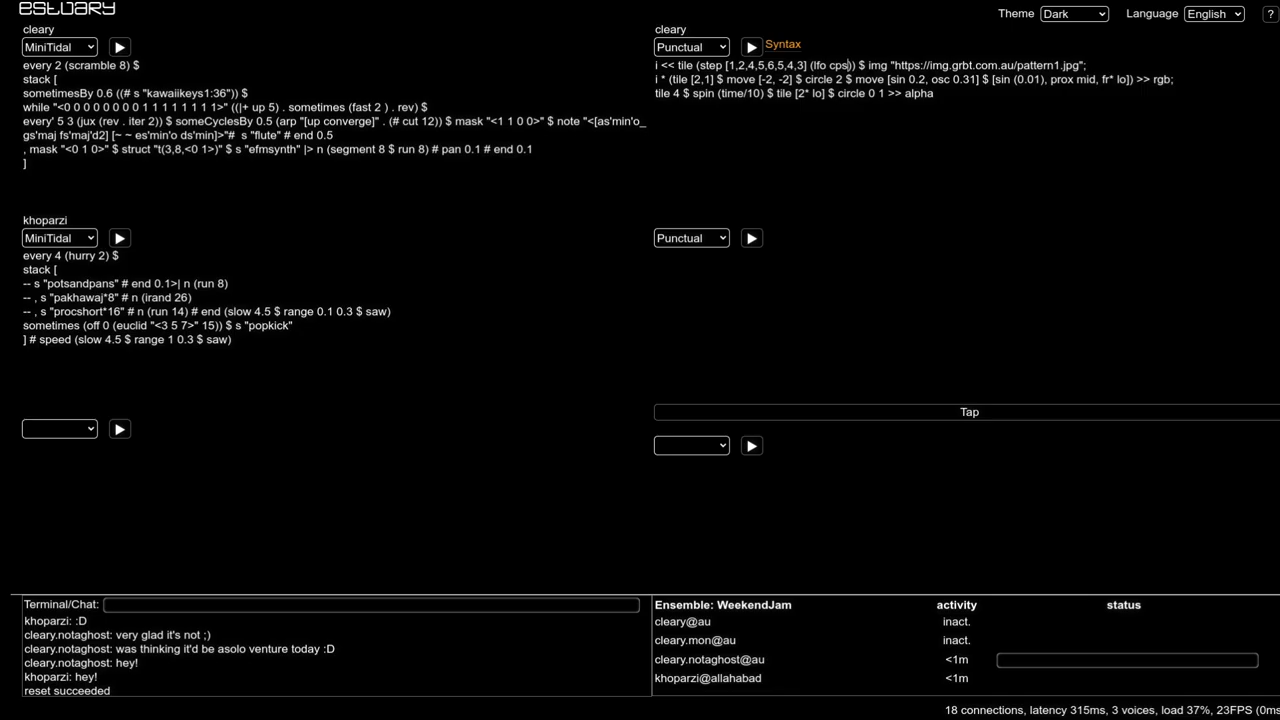 estuary
Theme Dark Language English ?
cleary
MiniTidal
every 2 (scramble 8) $
stack [
sometimesBy 0.6 ((# s "kawaiikeys1:36")) $
while "<0 0 0 0 0 0 0 1 1 1 1 1 1 1 1>" ((|+ up 5) . sometimes (fast 2 ) . rev) $
every' 5 3 (jux (rev . iter 2)) $ someCyclesBy 0.5 (arp "[up converge]" . (# cut 12)) $ mask "<1 1 0 0>" $ note "<[as'min'o_
gs'maj fs'maj'd2] [~ ~ es'min'o ds'min]>"#  s "flute" # end 0.5
, mask "<0 1 0>" $ struct "t(3,8,<0 1>)" $ s "efmsynth" |> n (segment 8 $ run 8) # pan 0.1 # end 0.1
]
cleary
Punctual Syntax
i << tile (step [1,2,4,5,6,5,4,3] (lfo cps)) $ img "https://img.grbt.com.au/pattern1.jpg";
i * (tile [2,1] $ move [-2, -2] $ circle 2 $ move [sin 0.2, osc 0.31] $ [sin (0.01), prox mid, fr* lo]) >> rgb;
tile 4 $ spin (time/10) $ tile [2* lo] $ circle 0 1 >> alpha
khoparzi
MiniTidal
every 4 (hurry 2) $
stack [
-- s "potsandpans" # end 0.1>| n (run 8)
-- , s "pakhawaj*8" # n (irand 26)
-- , s "procshort*16" # n (run 14) # end (slow 4.5 $ range 0.1 0.3 $ saw)
sometimes (off 0 (euclid "<3 5 7>" 15)) $ s "popkick"
] # speed (slow 4.5 $ range 1 0.3 $ saw)
Punctual
Tap
Terminal/Chat:
khoparzi: :D
cleary.notaghost: very glad it's not ;)
cleary.notaghost: was thinking it'd be asolo venture today :D
cleary.notaghost: hey!
khoparzi: hey!
reset succeeded
Ensemble: WeekendJam activity status
cleary@au inact.
cleary.mon@au inact.
cleary.notaghost@au <1m
khoparzi@allahabad <1m
18 connections, latency 315ms, 3 voices, load 37%, 23FPS (0ms